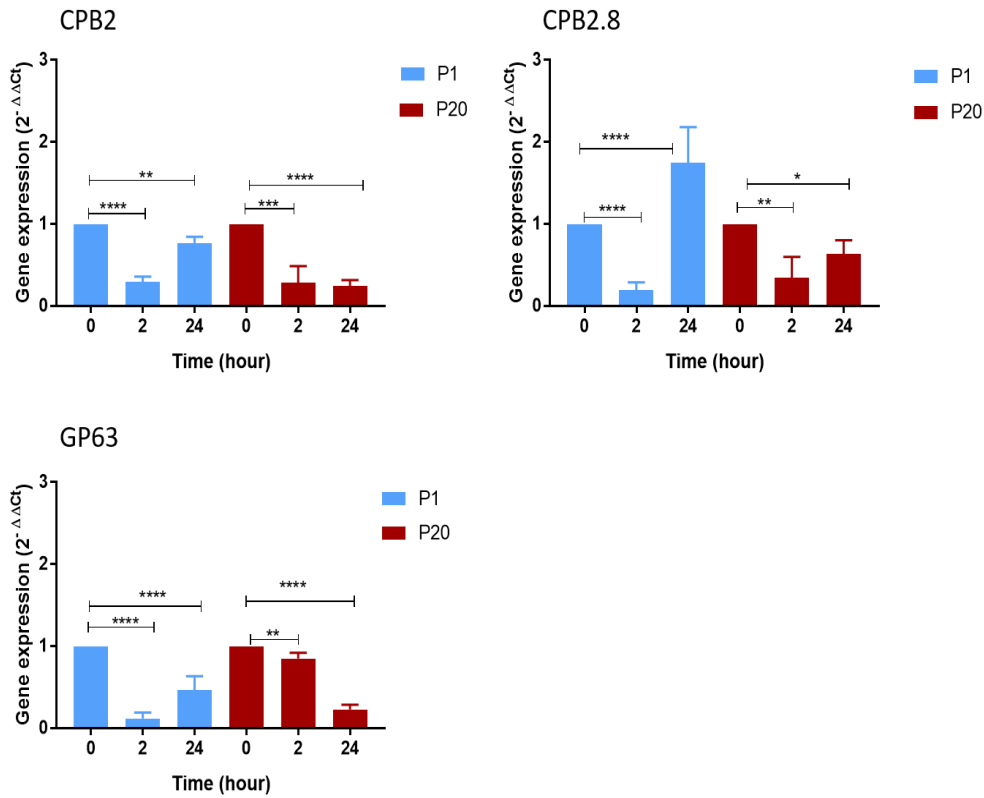 CPB2
3
2
1
0
Gene expression (2^-ΔΔCt)
P1
P20
**
****
****
***
0 2 24 0 2 24
Time (hour)
CPB2.8
3
2
1
0
Gene expression (2^-ΔΔCt)
P1
P20
****
*
****
**
0 2 24 0 2 24
Time (hour)
GP63
3
2
1
0
Gene expression (2^-ΔΔCt)
P1
P20
****
****
****
**
0 2 24 0 2 24
Time (hour)